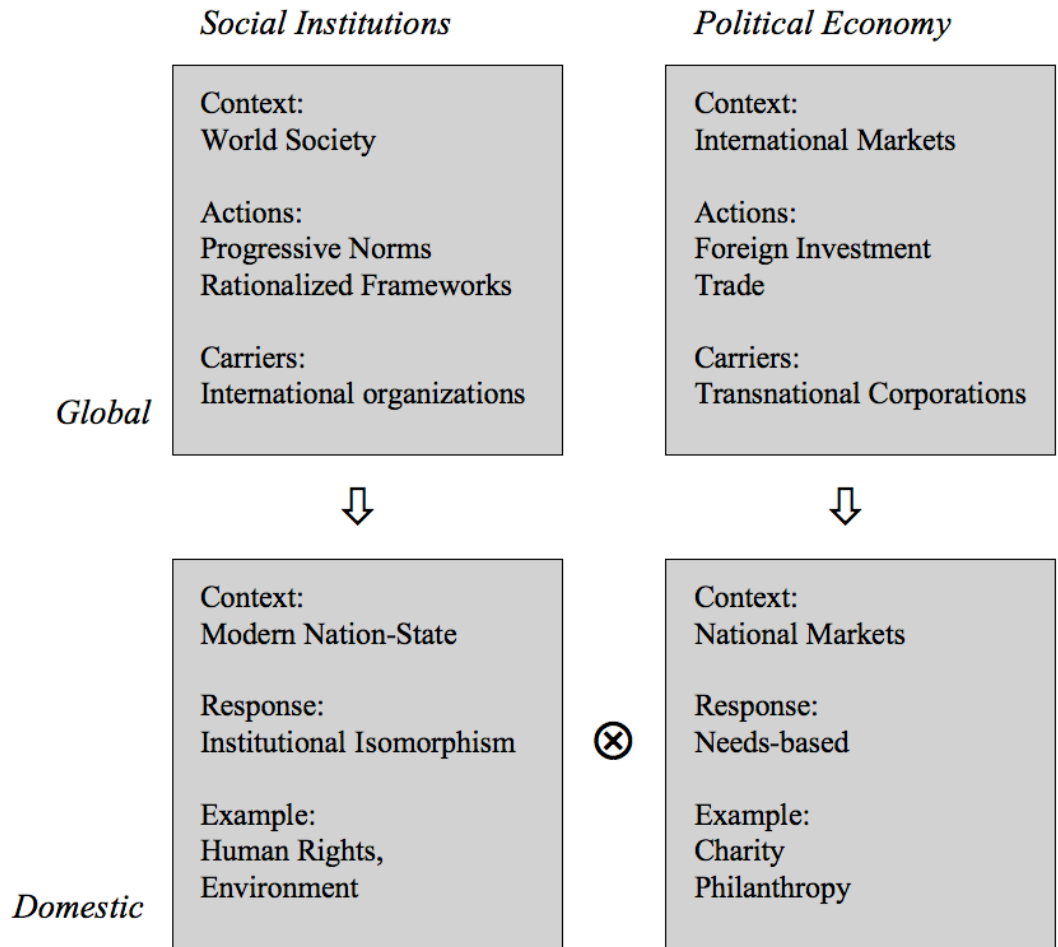 Social Institutions
Political Economy
Context:
World Society
Actions:
Progressive Norms
Rationalized Frameworks
Carriers:
International organizations
Context:
International Markets
Actions:
Foreign Investment
Trade
Carriers:
Transnational Corporations
Global
Context:
Modern Nation-State
Response:
Institutional Isomorphism
Example:
Human Rights,
Environment
Context:
National Markets
Response:
Needs-based
Example:
Charity
Philanthropy
Domestic